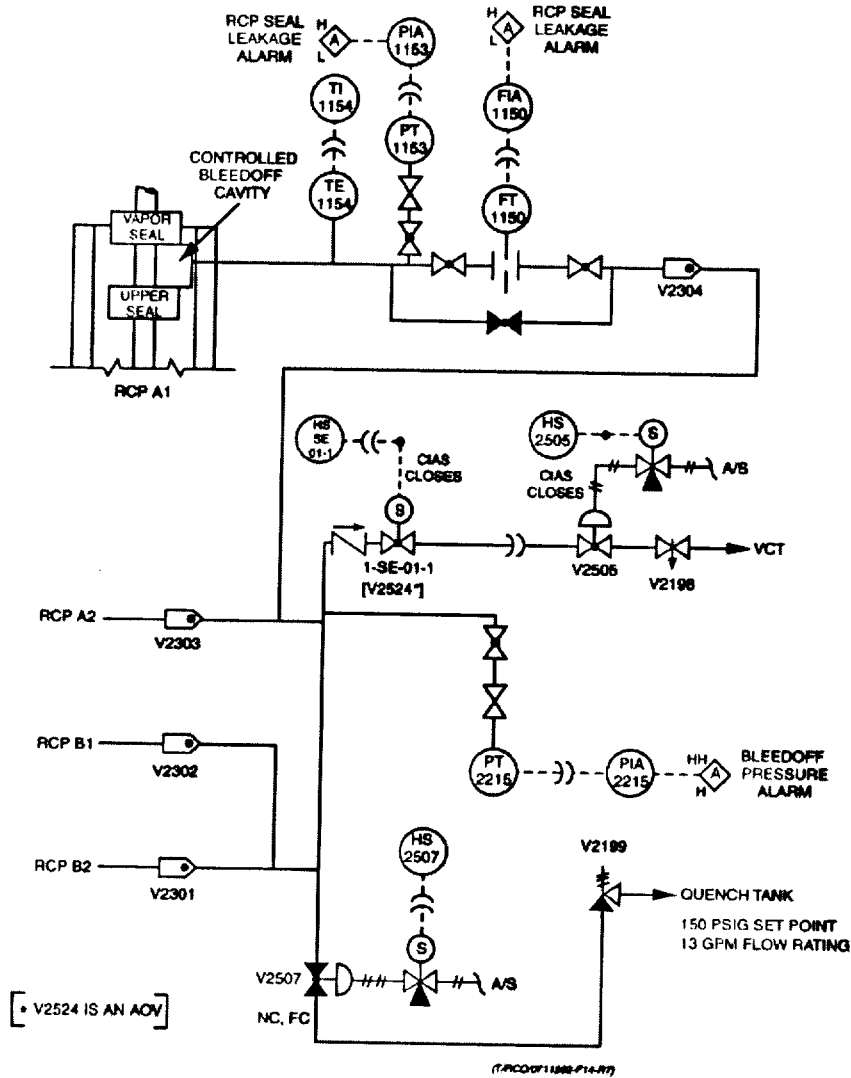 RCP SEAL
LEAKAGE
ALARM
H
A
L
PIA
1153
RCP SEAL
LEAKAGE
ALARM
H
A
L
TI
1154
FIA
1150
PT
1153
CONTROLLED
BLEEDOFF
CAVITY
TE
1154
FT
1150
VAPOR
SEAL
UPPER
SEAL
V2304
RCP A1
HS
SE
01-1
CIAS
CLOSES
S
HS
2505
S
CIAS
CLOSES
A/S
1-SE-01-1
[V2524*]
V2505
V2198
VCT
RCP A2
V2303
RCP B1
V2302
PT
2215
PIA
2215
HH
A
H
BLEEDOFF
PRESSURE
ALARM
RCP B2
V2301
HS
2507
S
V2199
QUENCH TANK
150 PSIG SET POINT
13 GPM FLOW RATING
V2507
A/S
NC, FC
[* V2524 IS AN AOV]